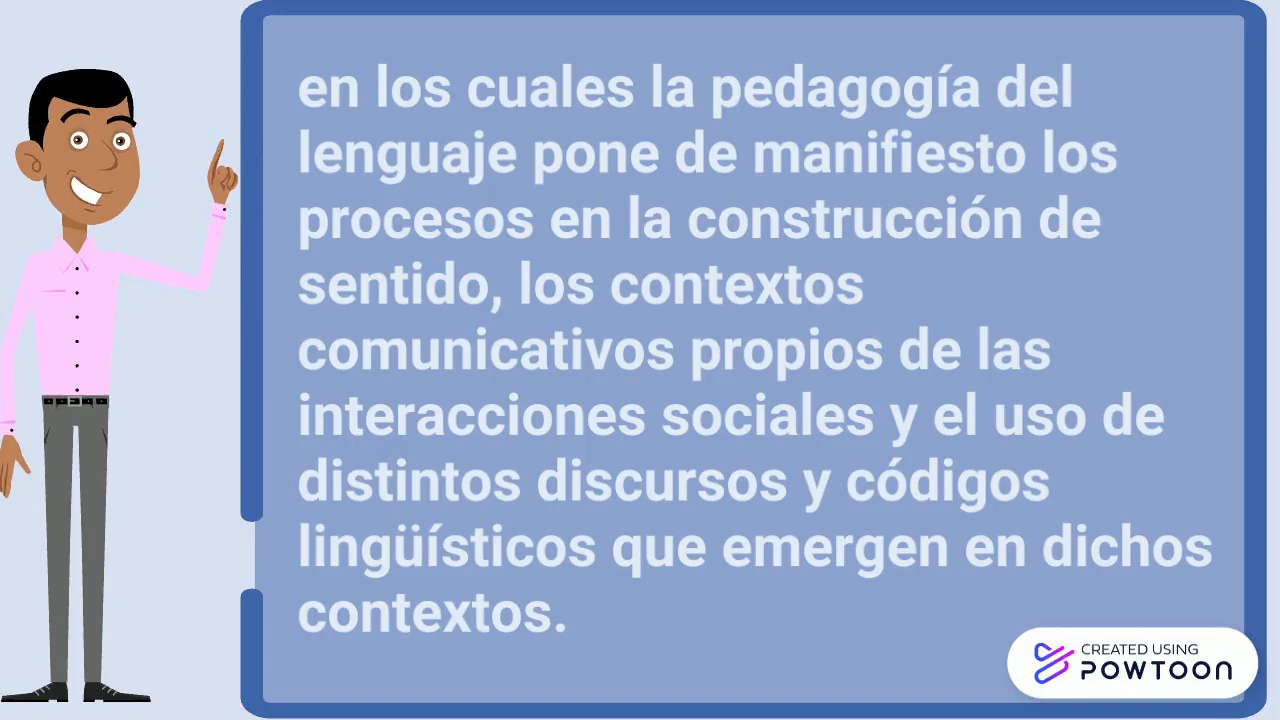 en los cuales la pedagogía del
lenguaje pone de manifiesto los
procesos en la construcción de
sentido, los contextos
comunicativos propios de las
interacciones sociales y el uso de
distintos discursos y códigos
lingüísticos que emergen en dichos
contextos.
CREATED USING
POWTOON